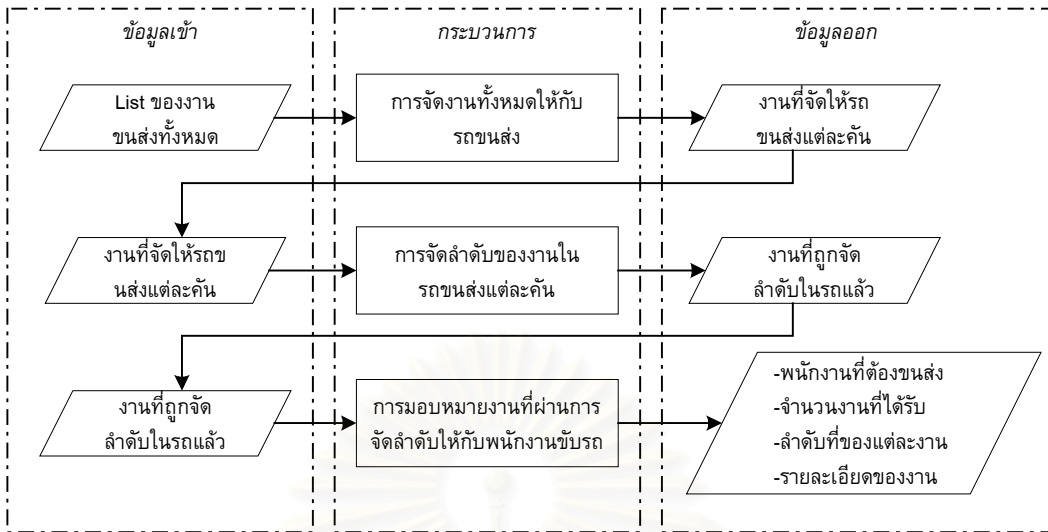 ข้อมูลเข้า
กระบวนการ
ข้อมูลออก
List ของงาน
ขนส่งทั้งหมด
การจัดงานทั้งหมดให้กับ
รถขนส่ง
งานที่จัดให้รถ
ขนส่งแต่ละคัน
งานที่จัดให้รถข
นส่งแต่ละคัน
การจัดลำดับของงานใน
รถขนส่งแต่ละคัน
งานที่ถูกจัด
ลำดับในรถแล้ว
งานที่ถูกจัด
ลำดับในรถแล้ว
การมอบหมายงานที่ผ่านการ
จัดลำดับให้กับพนักงานขับรถ
-พนักงานที่ต้องขนส่ง
-จำนวนงานที่ได้รับ
-ลำดับที่ของแต่ละงาน
-รายละเอียดของงาน